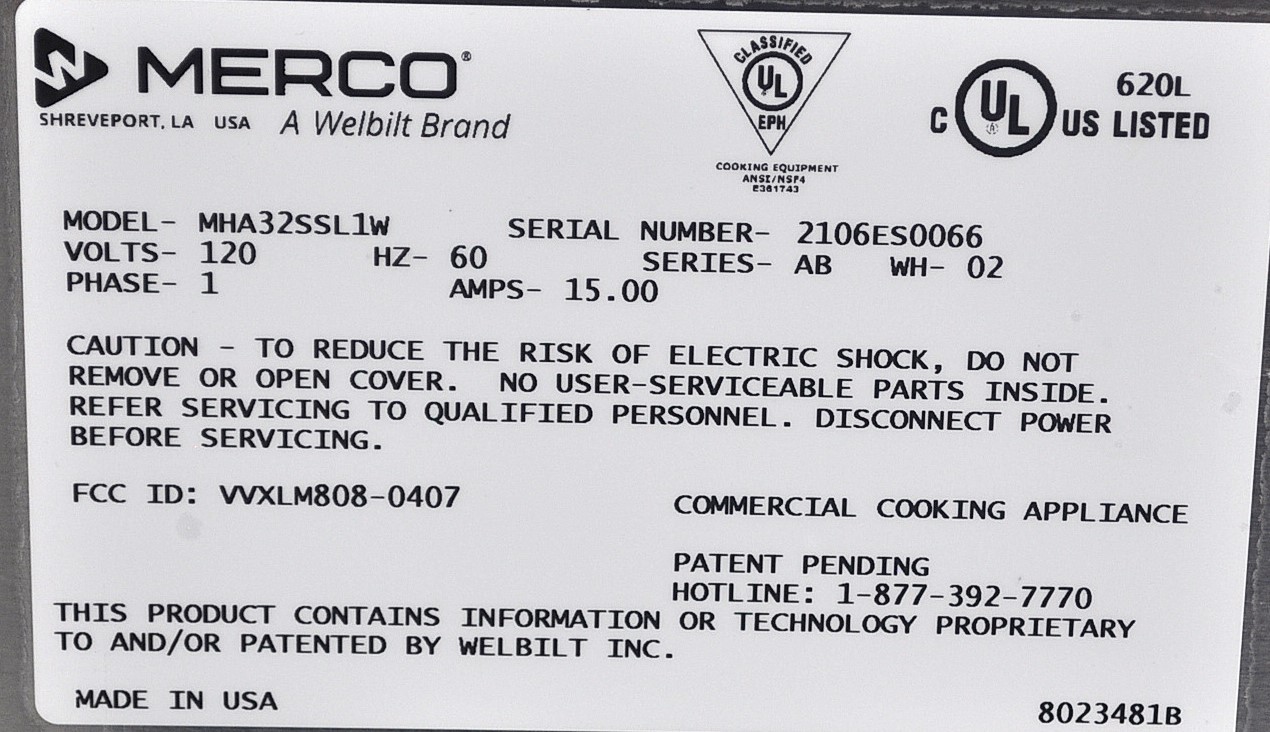 MERCO®
SHREVEPORT, LA USA A Welbilt Brand
CLASSIFIED
UL
EPH
COOKING EQUIPMENT
ANSI/NSF4
E361743
C UL US LISTED
620L
MODEL- MHA32SSL1W SERIAL NUMBER- 2106ES0066
VOLTS- 120 HZ- 60 SERIES- AB WH- 02
PHASE- 1 AMPS- 15.00
CAUTION - TO REDUCE THE RISK OF ELECTRIC SHOCK, DO NOT
REMOVE OR OPEN COVER. NO USER-SERVICEABLE PARTS INSIDE.
REFER SERVICING TO QUALIFIED PERSONNEL. DISCONNECT POWER
BEFORE SERVICING.
FCC ID: VVXLM808-0407
COMMERCIAL COOKING APPLIANCE
PATENT PENDING
HOTLINE: 1-877-392-7770
THIS PRODUCT CONTAINS INFORMATION OR TECHNOLOGY PROPRIETARY
TO AND/OR PATENTED BY WELBILT INC.
MADE IN USA
8023481B